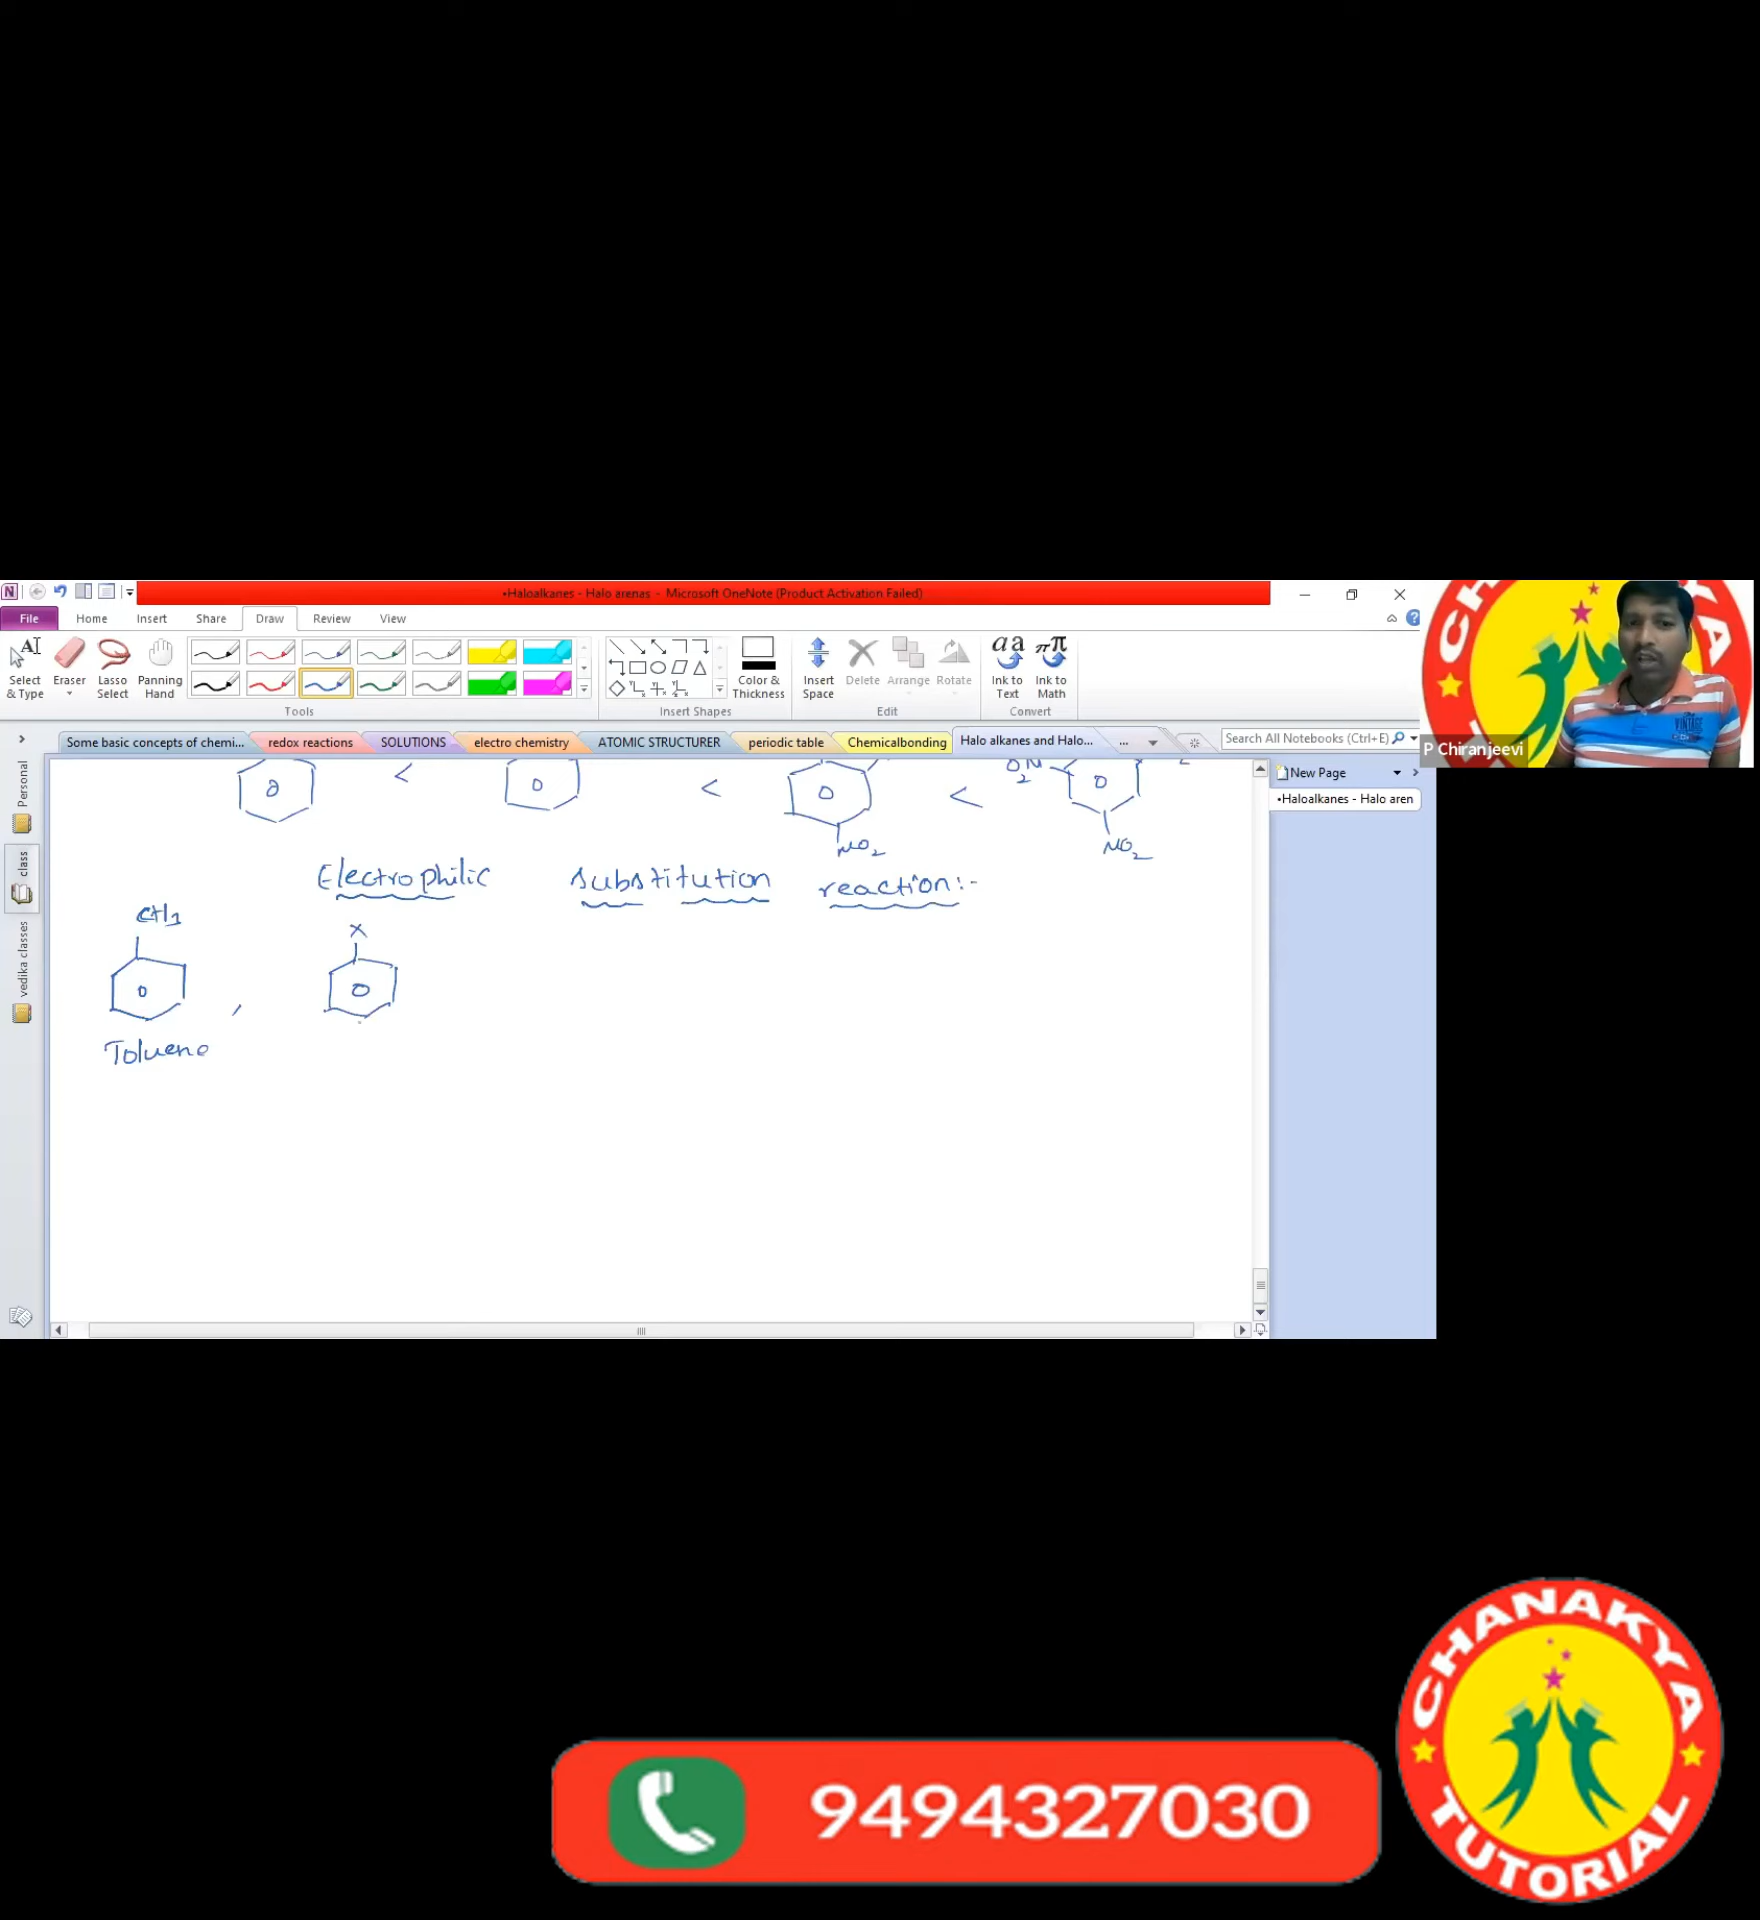 •Haloalkanes - Halo arenas - Microsoft OneNote (Product Activation Failed)
File Home Insert Share Draw Review View
Select & Type
Eraser
Lasso Select
Panning Hand
Color & Thickness
Insert Space
Delete
Arrange
Rotate
Ink to Text
Ink to Math
Tools
Insert Shapes
Edit
Convert
Some basic concepts of chemi...
redox reactions
SOLUTIONS
electro chemistry
ATOMIC STRUCTURER
periodic table
Chemicalbonding
Halo alkanes and Halo...
...
Search All Notebooks (Ctrl+E)
P Chiranjeevi
VINTAGE
New Page
•Haloalkanes - Halo aren
Personal
class
vedika classes
< < <
NO2
NO2
Electrophilic substitution reaction:-
CH3
X
,
Toluene
CHANAKYA
TUTORIAL
9494327030